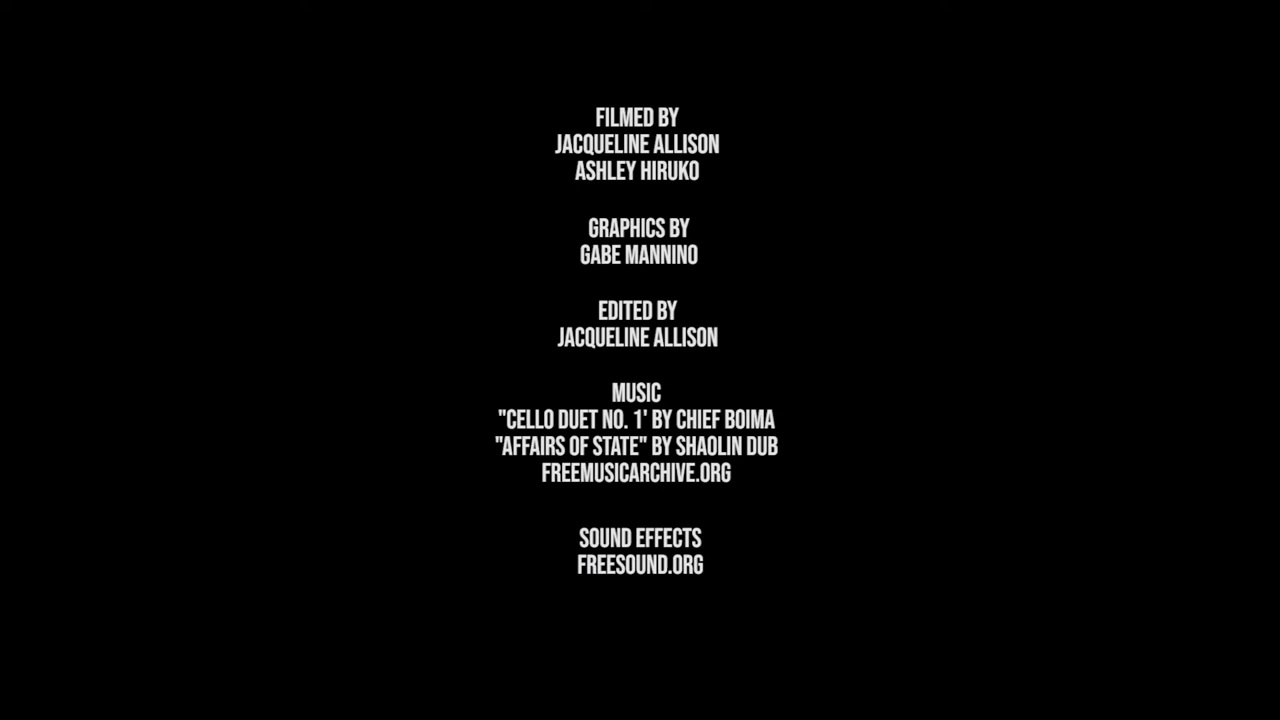 FILMED BY
JACQUELINE ALLISON
ASHLEY HIRUKO
GRAPHICS BY
GABE MANNINO
EDITED BY
JACQUELINE ALLISON
MUSIC
"CELLO DUET NO. 1' BY CHIEF BOIMA
"AFFAIRS OF STATE" BY SHAOLIN DUB
FREEMUSICARCHIVE.ORG
SOUND EFFECTS
FREESOUND.ORG